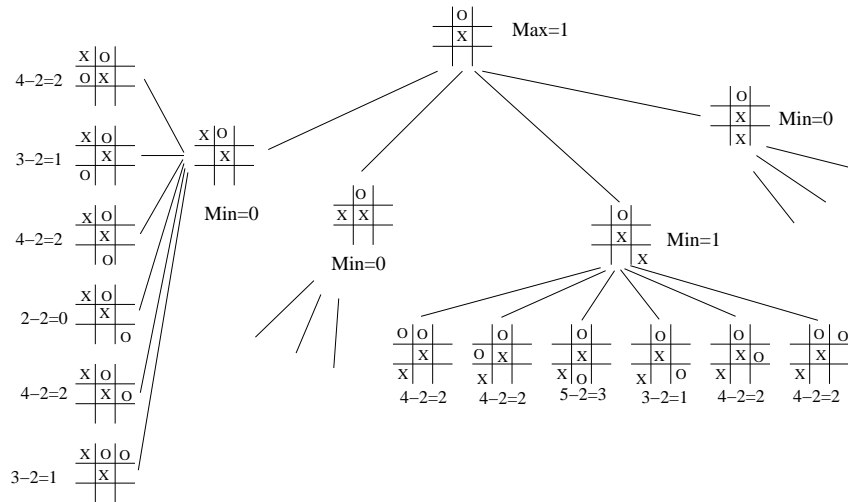 O
X
Max=1
X O
X
Min=0
O
X X
Min=0
O
X
X
Min=1
O
X
X
Min=0
X O
O X
4−2=2
X O
X
O
3−2=1
X O
X
O
4−2=2
X O
X
O
2−2=0
X O
X O
4−2=2
X O O
X
3−2=1
O O
X
X
4−2=2
O
O X
X
4−2=2
O
X
X O
5−2=3
O
X
X O
3−2=1
O
X O
X
4−2=2
O O
X
X
4−2=2